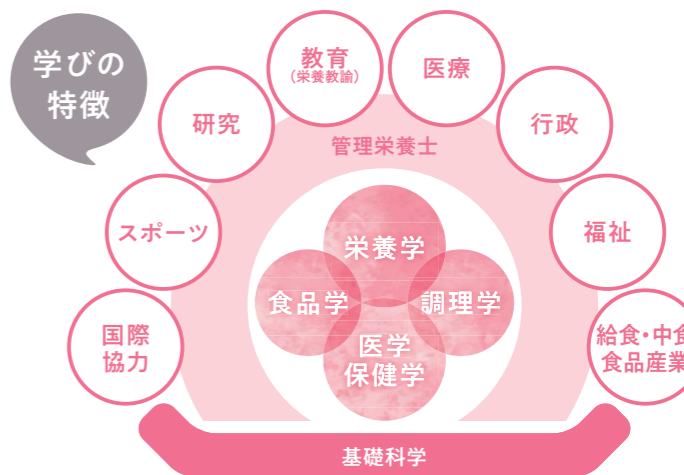 学びの
特徴
教育
（栄養教諭）
医療
研究
行政
管理栄養士
スポーツ
福祉
栄養学
食品学
調理学
医学
保健学
国際
協力
給食・中食
食品産業
基礎科学